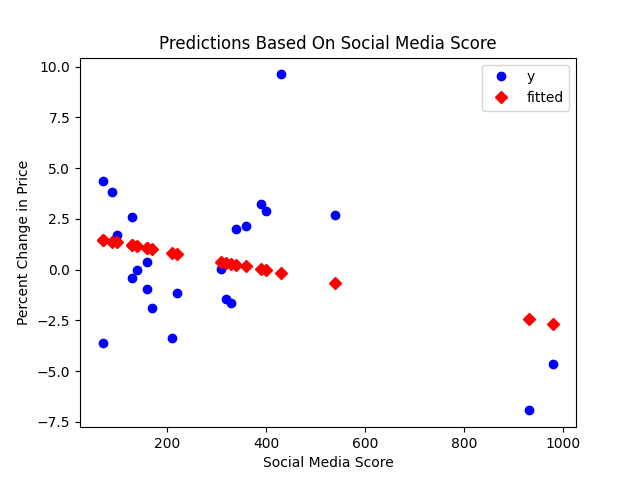 Predictions Based On Social Media Score
y
fitted
Percent Change in Price
10.0
7.5
5.0
2.5
0.0
−2.5
−5.0
−7.5
200
400
600
800
1000
Social Media Score